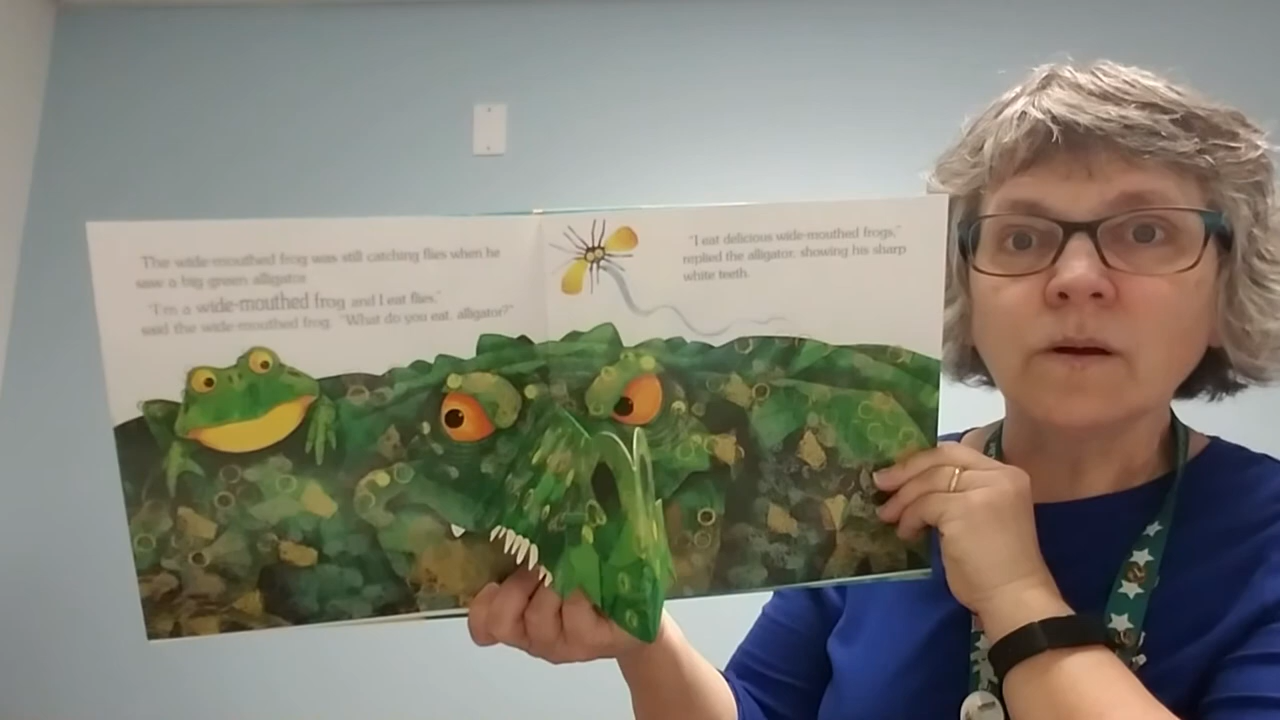 The wide-mouthed frog was still catching flies when he
saw a big green alligator.
"I'm a wide-mouthed frog and I eat flies,"
said the wide-mouthed frog. "What do you eat, alligator?"
"I eat delicious wide-mouthed frogs,"
replied the alligator, showing his sharp
white teeth.